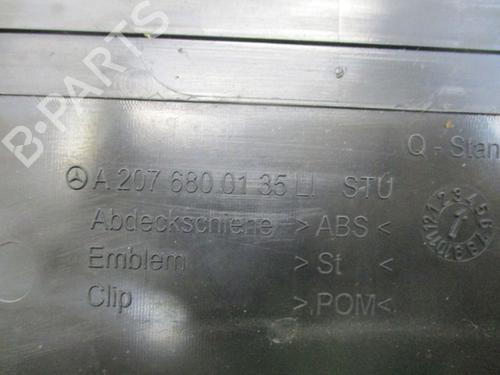 B-PARTS
Q - Stan
A 207 680 01 35 LI STU
Abdeckschiene >ABS<
Emblem >St <
Clip >POM<